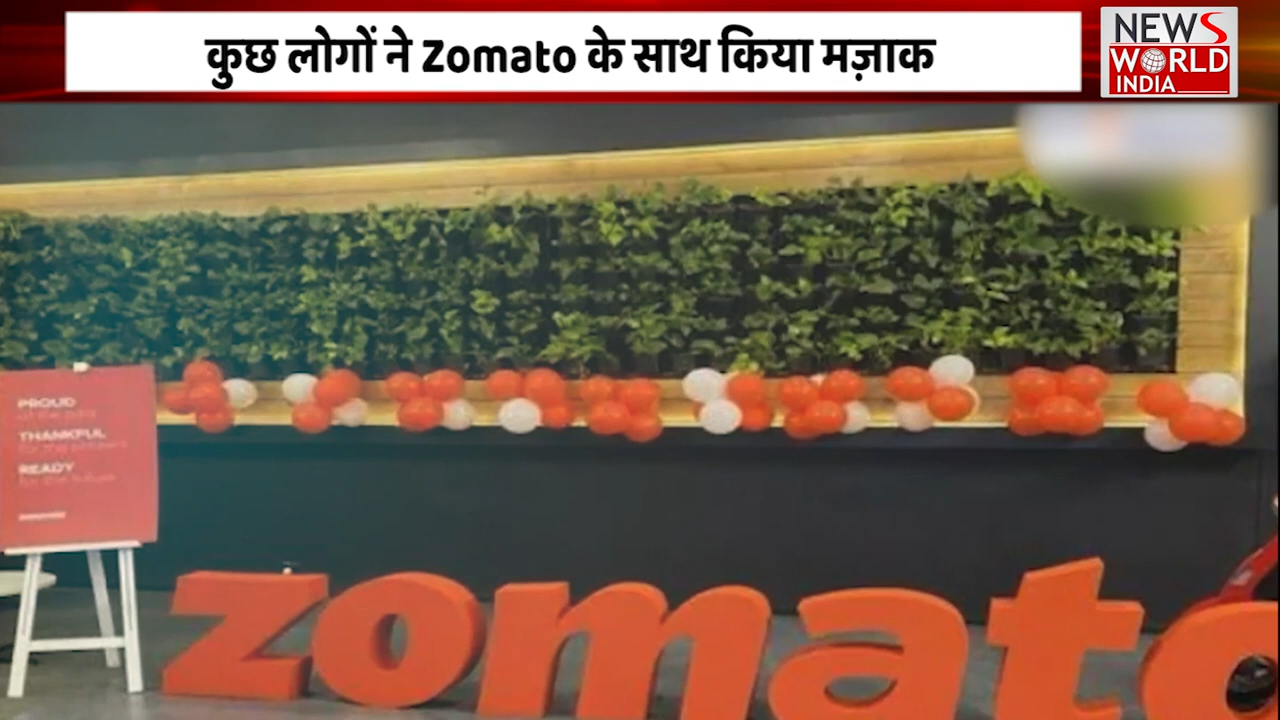 कुछ लोगों ने Zomato के साथ किया मज़ाक
NEWS
WORLD
INDIA
PROUD
THANKFUL
READY
zomato